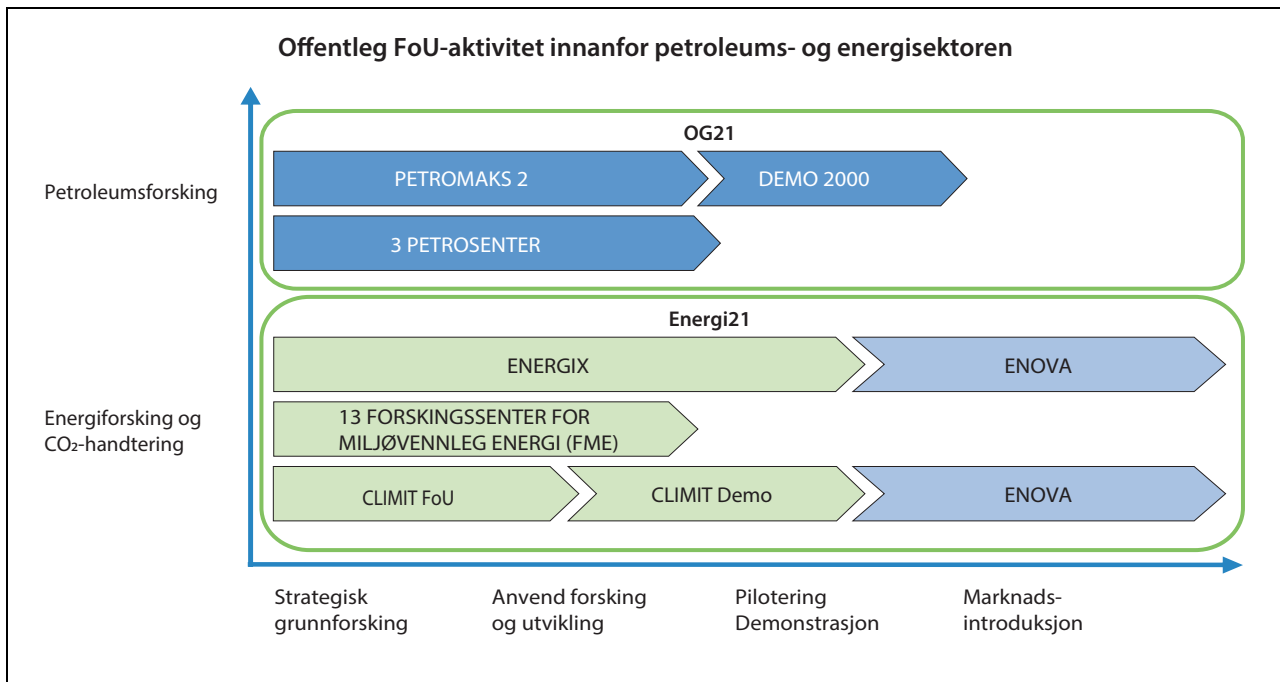 Offentleg FoU-aktivitet innanfor petroleums- og energisektoren
OG21
Petroleumsforsking
PETROMAKS 2
DEMO 2000
3 PETROSENTER
Energi21
Energiforsking og
CO₂-handtering
ENERGIX
ENOVA
13 FORSKINGSSENTER FOR
MILJØVENNLEG ENERGI (FME)
CLIMIT FoU
CLIMIT Demo
ENOVA
Strategisk
grunnforsking
Anvend forsking
og utvikling
Pilotering
Demonstrasjon
Marknads-
introduksjon